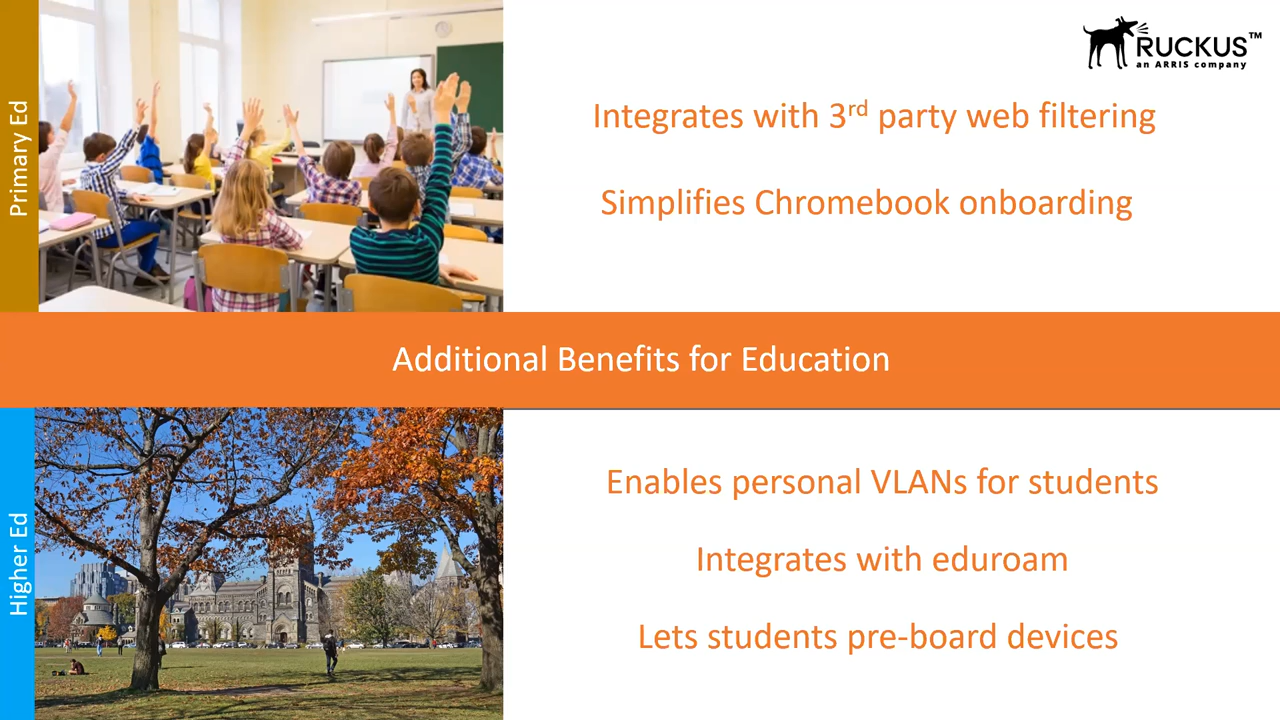 RUCKUS™
an ARRIS company
Primary Ed
Integrates with 3rd party web filtering
Simplifies Chromebook onboarding
Additional Benefits for Education
Higher Ed
Enables personal VLANs for students
Integrates with eduroam
Lets students pre-board devices